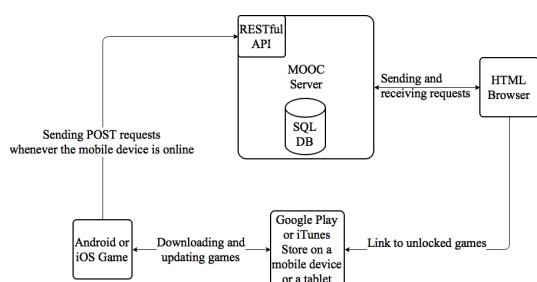 RESTful
API
MOOC
Server
SQL
DB
Sending and
receiving requests
HTML
Browser
Sending POST requests
whenever the mobile device is online
Android or
iOS Game
Downloading and
updating games
Google Play
or iTunes
Store on a
mobile device
or a tablet
Link to unlocked games